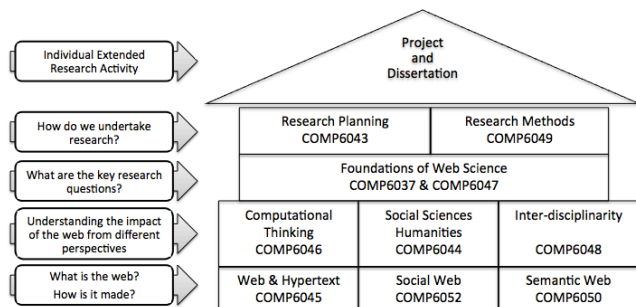 Individual Extended
Research Activity
Project
and
Dissertation
How do we undertake
research?
Research Planning
COMP6043
Research Methods
COMP6049
What are the key research
questions?
Foundations of Web Science
COMP6037 & COMP6047
Understanding the impact
of the web from different
perspectives
Computational
Thinking
COMP6046
Social Sciences
Humanities
COMP6044
Inter-disciplinarity
COMP6048
What is the web?
How is it made?
Web & Hypertext
COMP6045
Social Web
COMP6052
Semantic Web
COMP6050